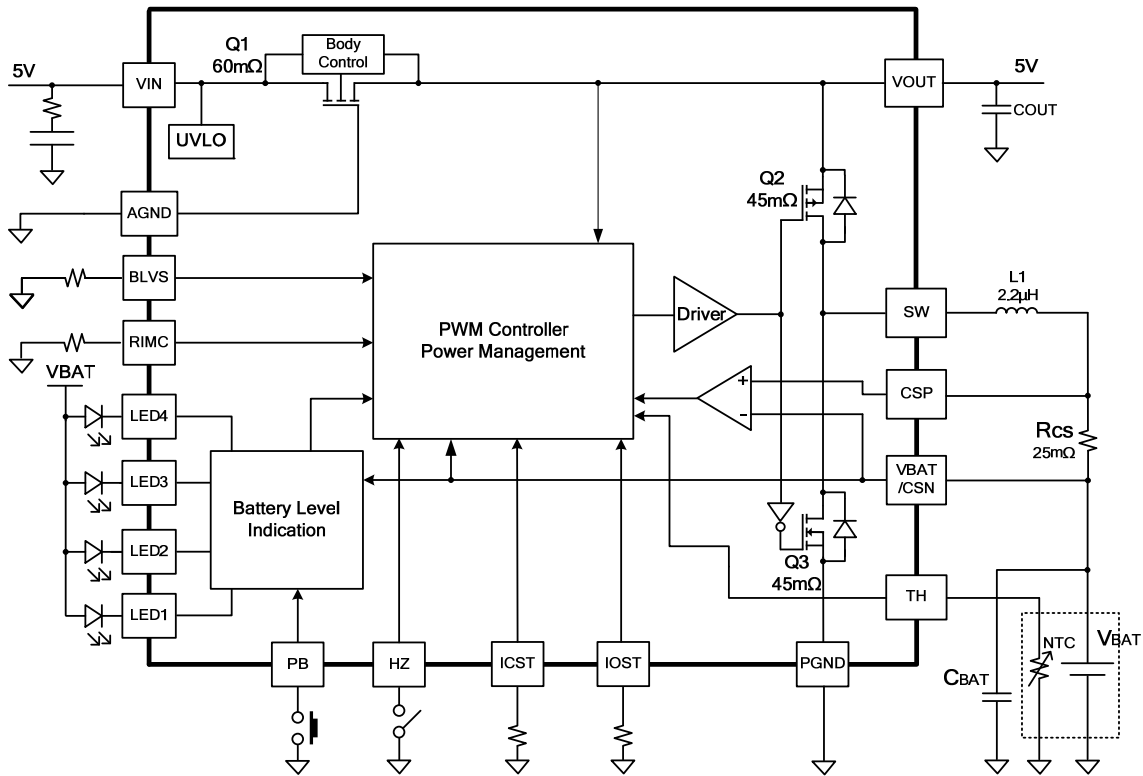 Q1
60mΩ
Body
Control
5V
VIN
UVLO
VOUT
5V
COUT
AGND
Q2
45mΩ
BLVS
RIMC
PWM Controller
Power Management
Driver
SW
L1
2.2μH
VBAT
LED4
LED3
LED2
LED1
Battery Level
Indication
+
-
CSP
Rcs
25mΩ
VBAT
/CSN
Q3
45mΩ
TH
PB
HZ
ICST
IOST
PGND
CBAT
NTC
VBAT